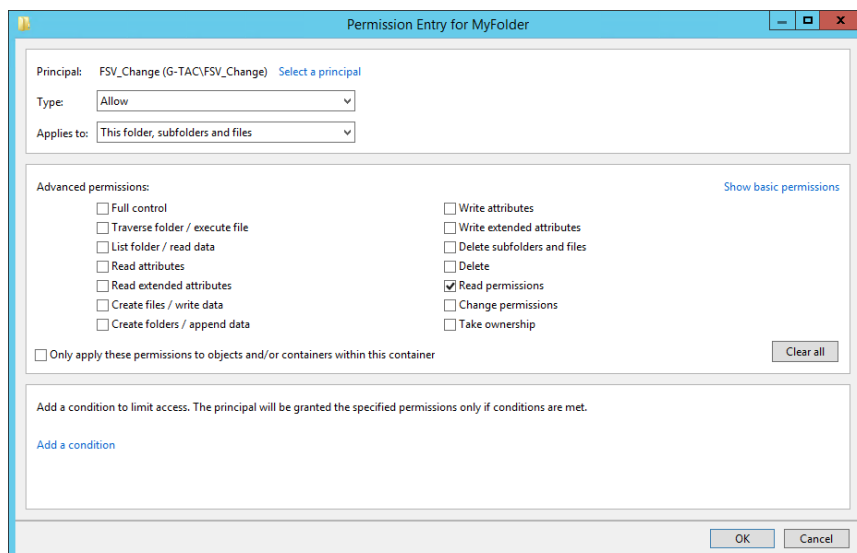 Permission Entry for MyFolder
Principal: FSV_Change (G-TAC\FSV_Change) Select a principal
Type: Allow
Applies to: This folder, subfolders and files
Advanced permissions: Show basic permissions
Full control Write attributes
Traverse folder / execute file Write extended attributes
List folder / read data Delete subfolders and files
Read attributes Delete
Read extended attributes Read permissions
Create files / write data Change permissions
Create folders / append data Take ownership
Only apply these permissions to objects and/or containers within this container Clear all
Add a condition to limit access. The principal will be granted the specified permissions only if conditions are met.
Add a condition
OK Cancel